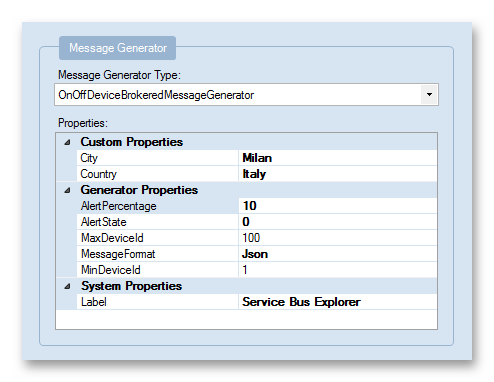 Message Generator
Message Generator Type:
OnOffDeviceBrokeredMessageGenerator
Properties:
Custom Properties
City Milan
Country Italy
Generator Properties
AlertPercentage 10
AlertState 0
MaxDeviceId 100
MessageFormat Json
MinDeviceId 1
System Properties
Label Service Bus Explorer